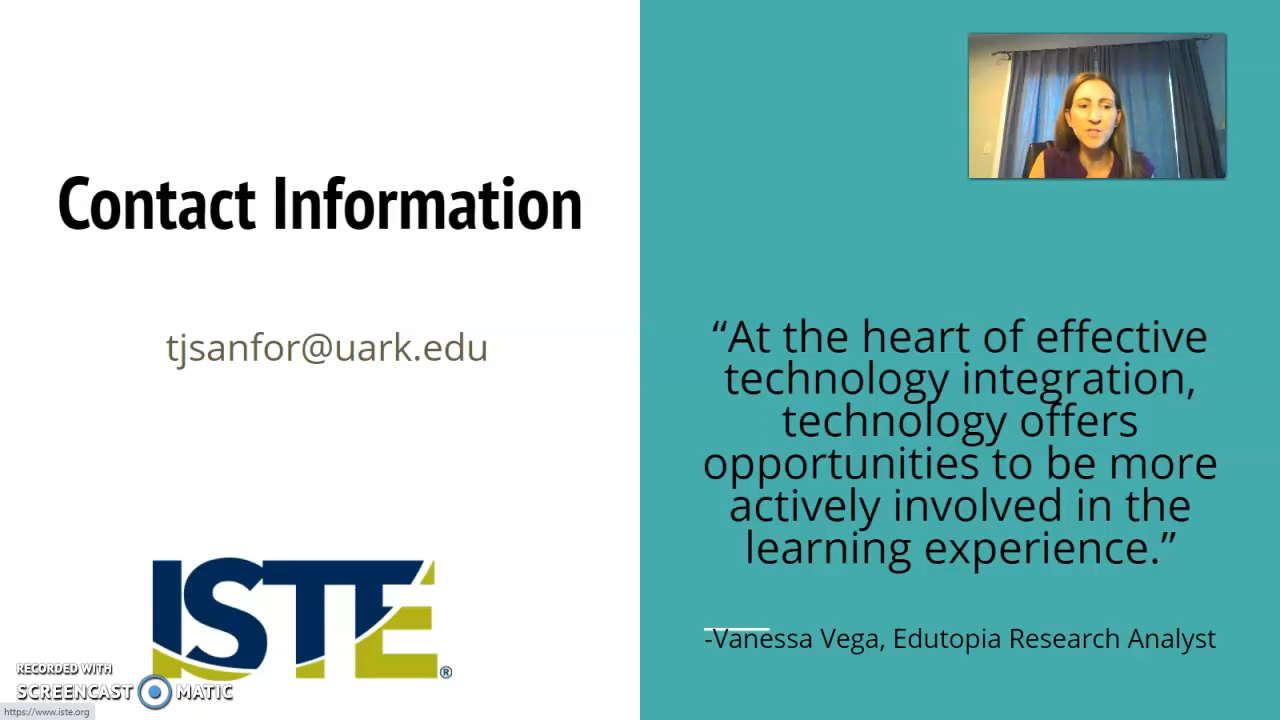 Contact Information
tjsanfor@uark.edu
ISTE®
RECORDED WITH
SCREENCAST MATIC
https://www.iste.org
“At the heart of effective
technology integration,
technology offers
opportunities to be more
actively involved in the
learning experience.”
-Vanessa Vega, Edutopia Research Analyst